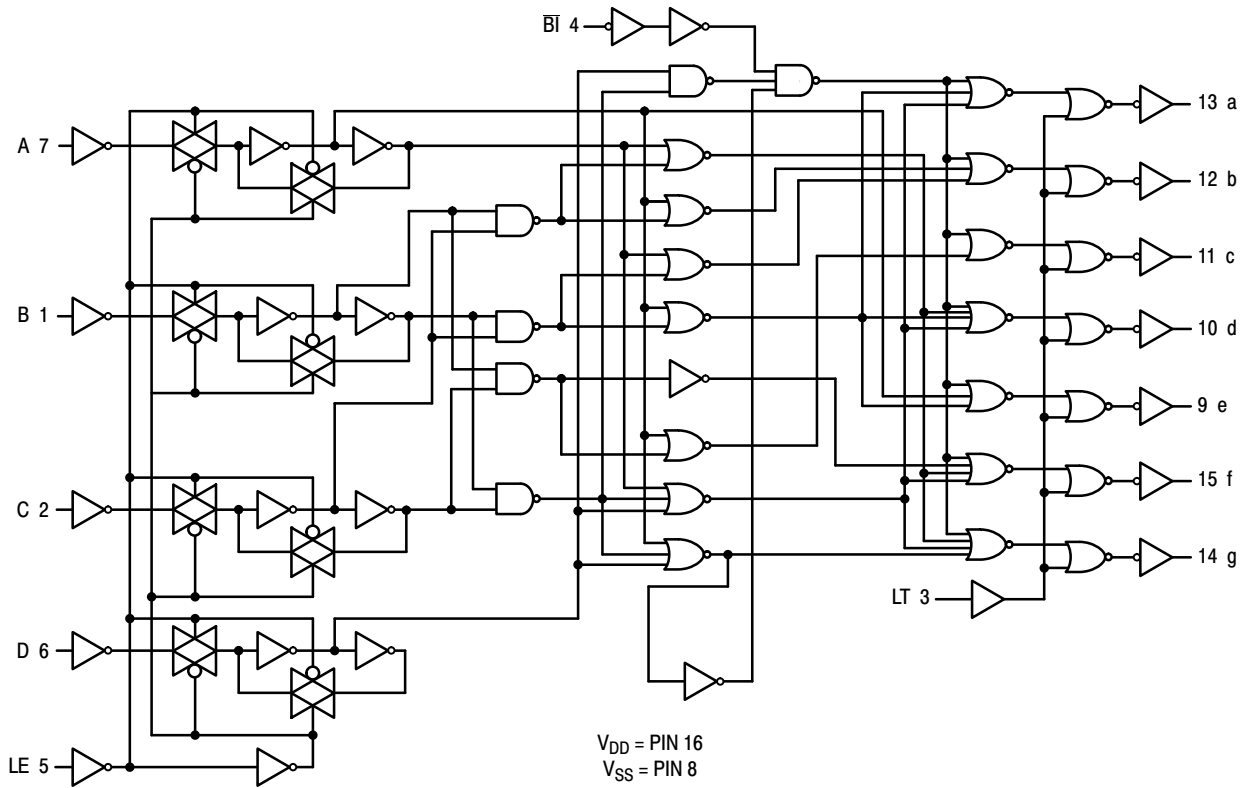 B̅I̅ 4
A 7
B 1
C 2
D 6
LE 5
13 a
12 b
11 c
10 d
9 e
15 f
14 g
LT 3
VDD = PIN 16
VSS = PIN 8